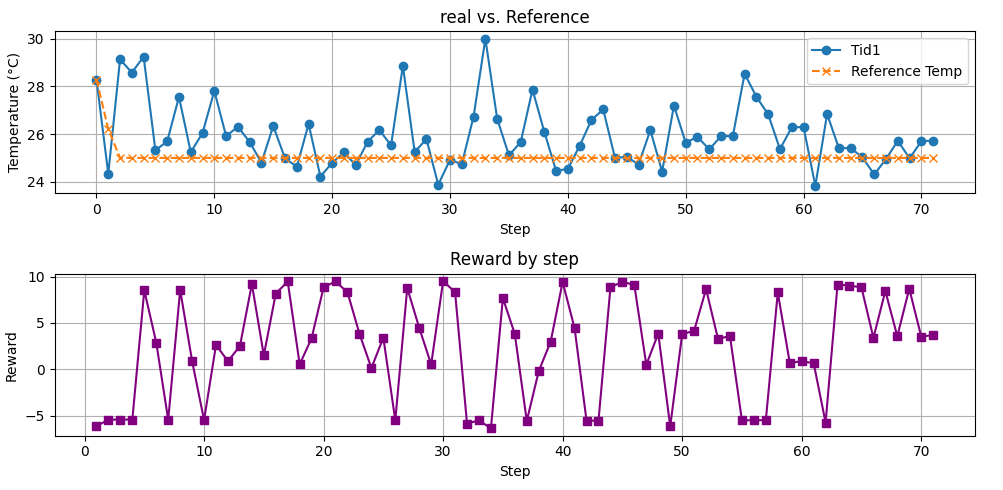 real vs. Reference
Temperature (°C)
30
28
26
24
Tid1
Reference Temp
0 10 20 30 40 50 60 70
Step
Reward by step
Reward
10
5
0
−5
0 10 20 30 40 50 60 70
Step